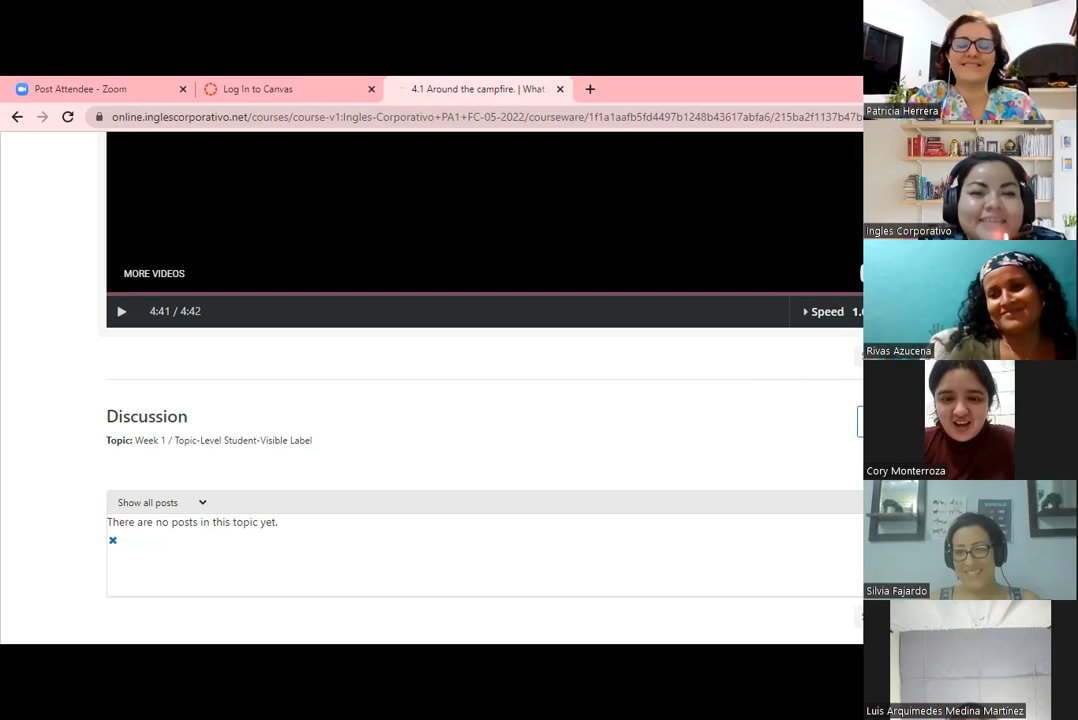 Post Attendee - Zoom
Log In to Canvas
4.1 Around the campfire. | What
online.inglescorporativo.net/courses/course-v1:Ingles-Corporativo+PA1+FC-05-2022/courseware/1f1a1aafb5fd4497b1248b43617abfa6/215ba2f1137b47b
MORE VIDEOS
4:41 / 4:42
Speed 1.
Discussion
Topic: Week 1 / Topic-Level Student-Visible Label
Show all posts
There are no posts in this topic yet.
Patricia Herrera
Ingles Corporativo
Rivas Azucena
Cory Monterroza
Silvia Fajardo
Luis Arquimedes Medina Martínez